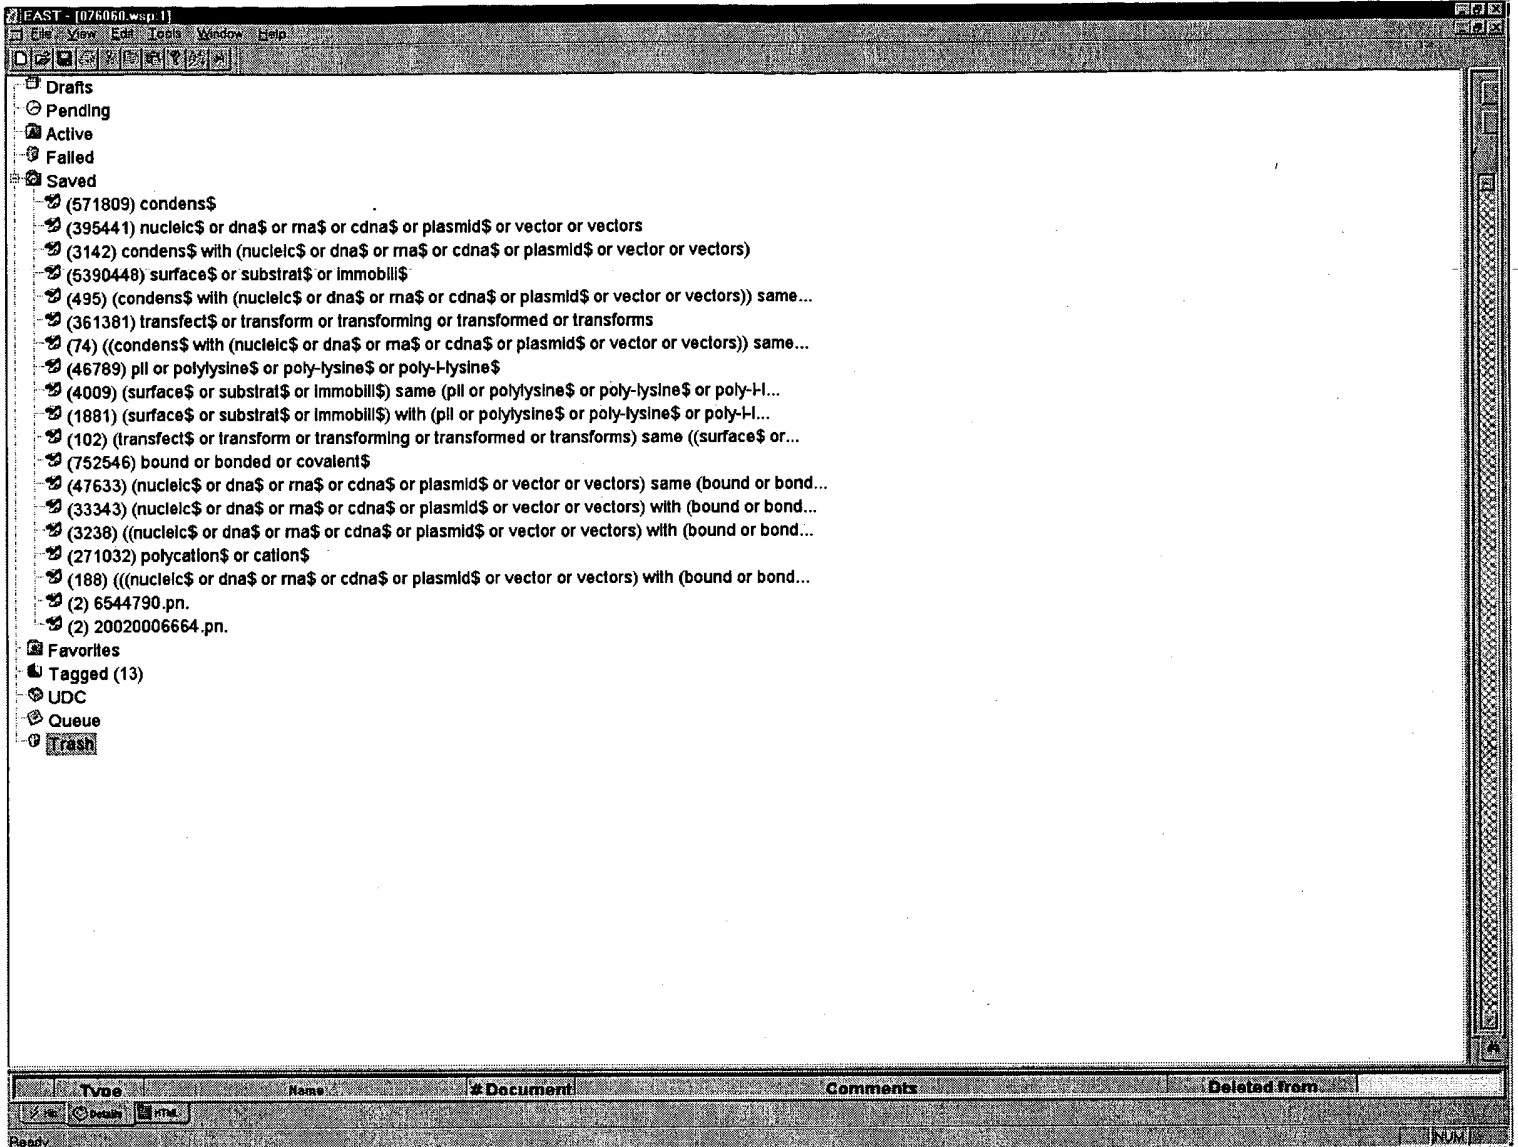 EAST - [076060.wsp:1]
File View Edit Tools Window Help
Drafts
Pending
Active
Failed
Saved
(571809) condens$
(395441) nucleic$ or dna$ or rna$ or cdna$ or plasmid$ or vector or vectors
(3142) condens$ with (nucleic$ or dna$ or rna$ or cdna$ or plasmid$ or vector or vectors)
(5390448) surface$ or substrat$ or immobili$
(495) (condens$ with (nucleic$ or dna$ or rna$ or cdna$ or plasmid$ or vector or vectors)) same...
(361381) transfect$ or transform or transforming or transformed or transforms
(74) ((condens$ with (nucleic$ or dna$ or rna$ or cdna$ or plasmid$ or vector or vectors)) same...
(46789) pll or polylysine$ or poly-lysine$ or poly-l-lysine$
(4009) (surface$ or substrat$ or immobili$) same (pll or polylysine$ or poly-lysine$ or poly-l-l...
(1881) (surface$ or substrat$ or immobili$) with (pll or polylysine$ or poly-lysine$ or poly-l-l...
(102) (transfect$ or transform or transforming or transformed or transforms) same ((surface$ or...
(752546) bound or bonded or covalent$
(47633) (nucleic$ or dna$ or rna$ or cdna$ or plasmid$ or vector or vectors) same (bound or bond...
(33343) (nucleic$ or dna$ or rna$ or cdna$ or plasmid$ or vector or vectors) with (bound or bond...
(3238) ((nucleic$ or dna$ or rna$ or cdna$ or plasmid$ or vector or vectors) with (bound or bond...
(271032) polycation$ or cation$
(188) (((nucleic$ or dna$ or rna$ or cdna$ or plasmid$ or vector or vectors) with (bound or bond...
(2) 6544790.pn.
(2) 20020006664.pn.
Favorites
Tagged (13)
UDC
Queue
Trash
Type Name # Document Comments Deleted from
Details HTML
Ready NUM